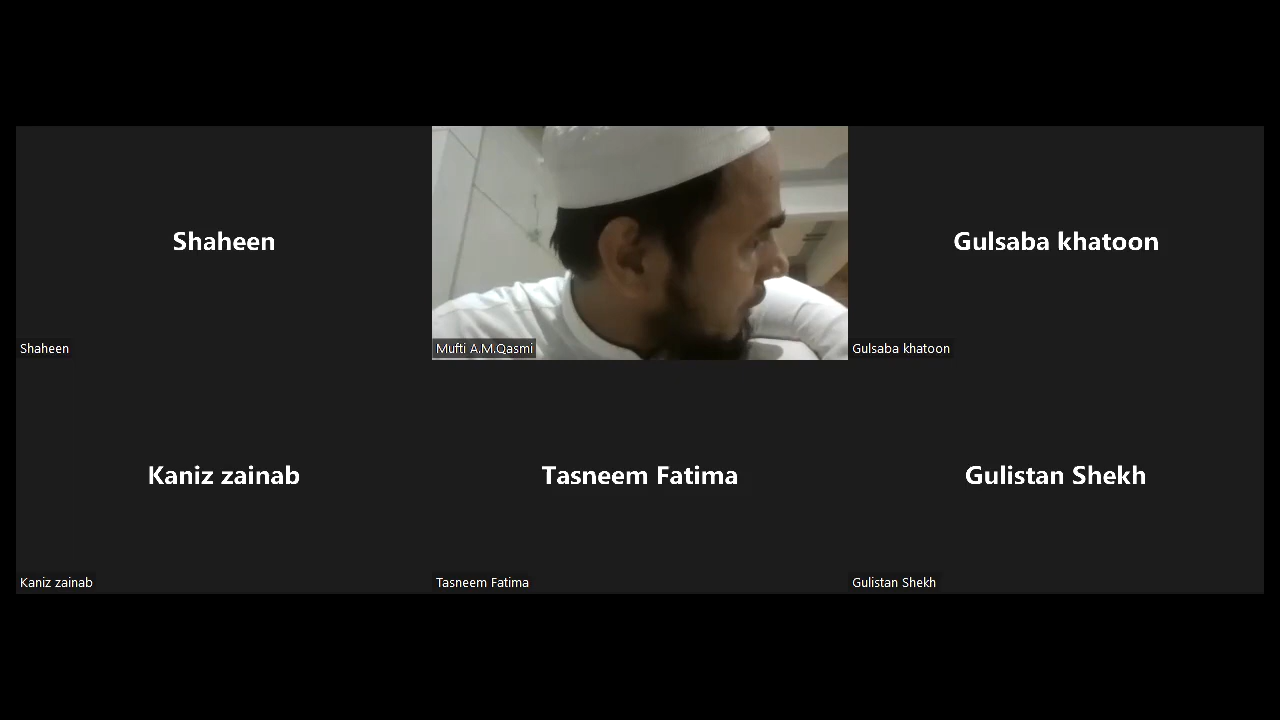 Shaheen
Shaheen
Mufti A.M.Qasmi
Gulsaba khatoon
Gulsaba khatoon
Kaniz zainab
Kaniz zainab
Tasneem Fatima
Tasneem Fatima
Gulistan Shekh
Gulistan Shekh